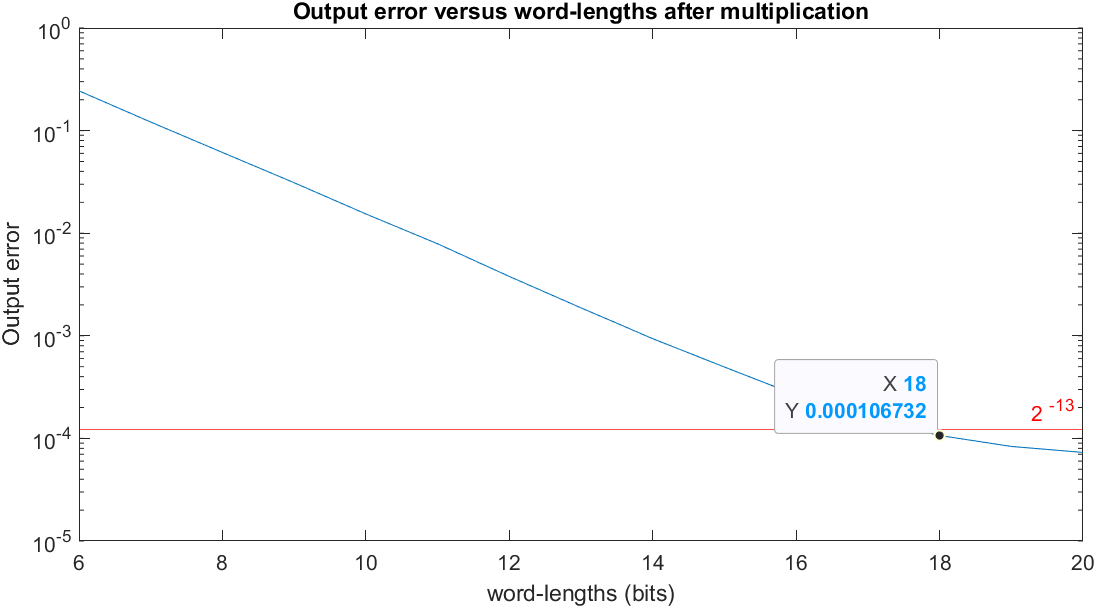 Output error versus word-lengths after multiplication
10^0
10^-1
10^-2
10^-3
10^-4
10^-5
Output error
X 18
Y 0.000106732
2^-13
6 8 10 12 14 16 18 20
word-lengths (bits)